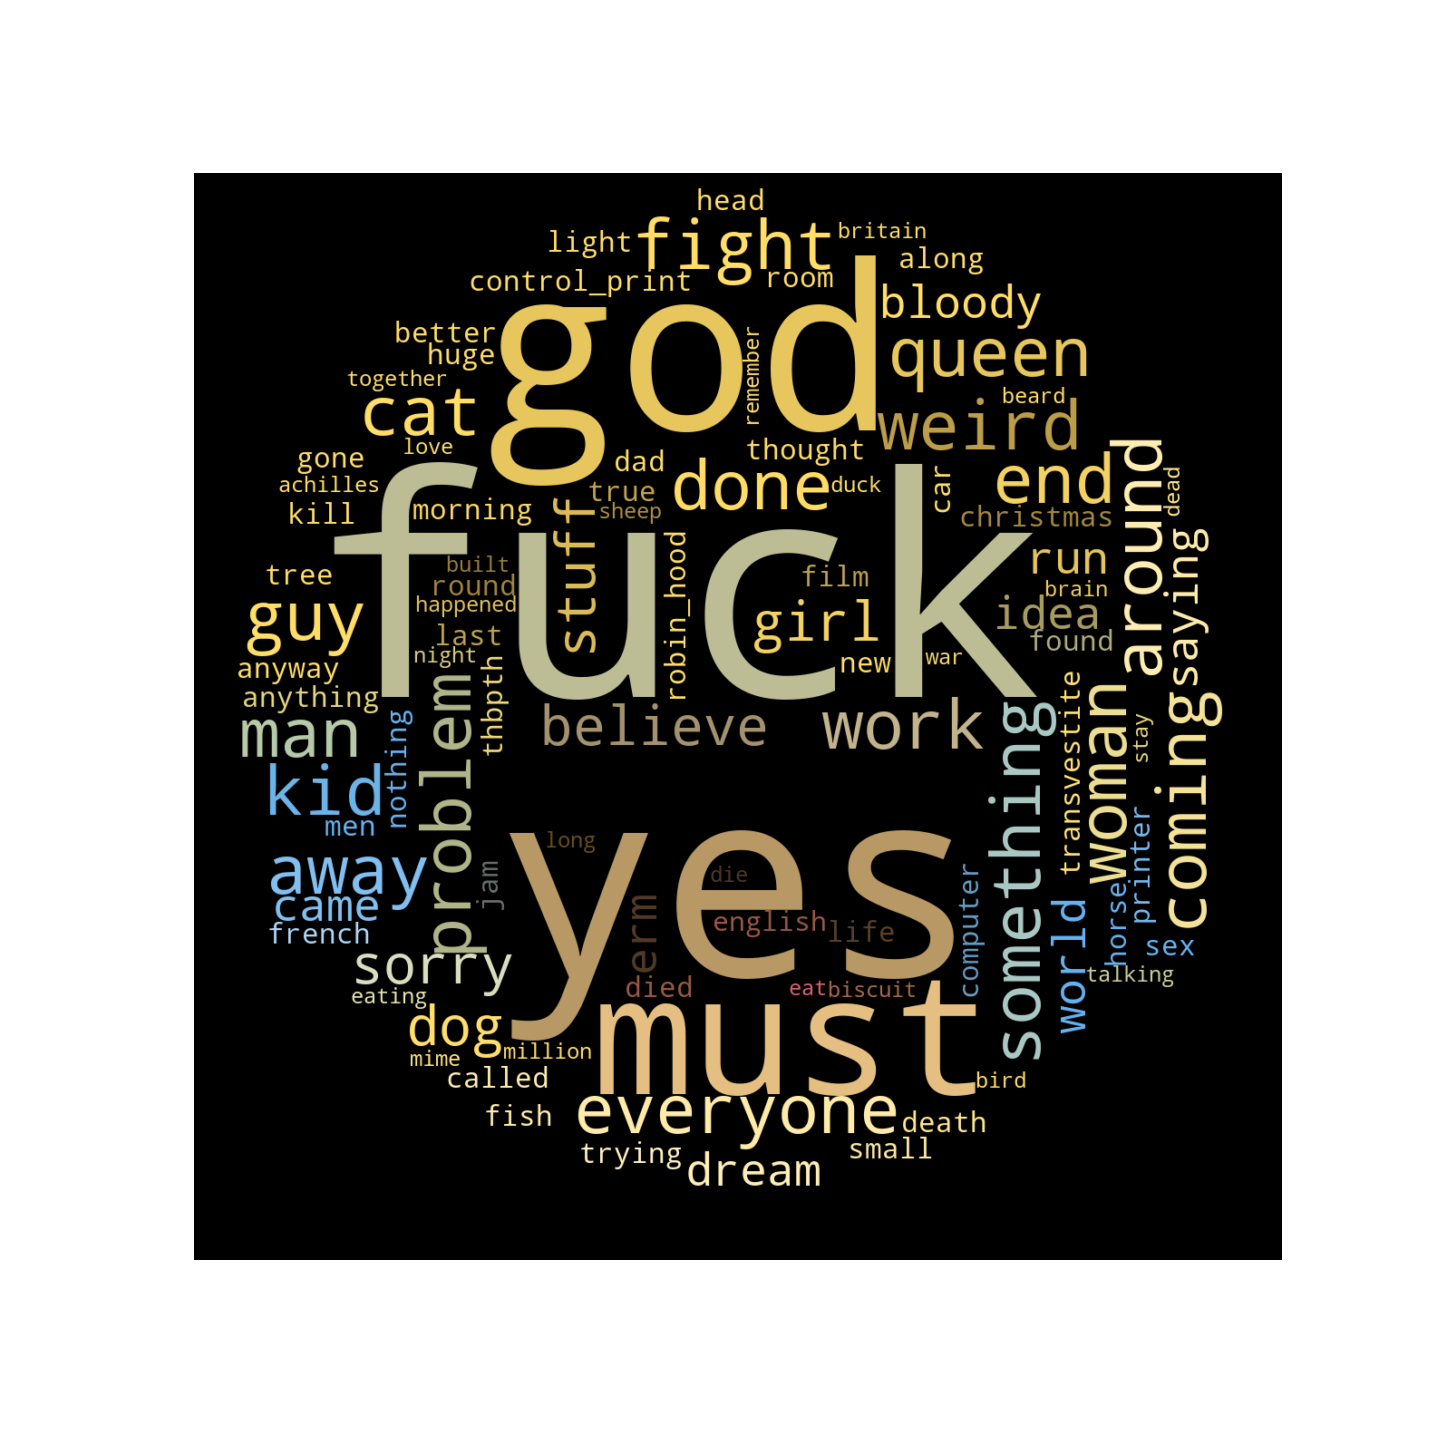 head
fight
britain
light
along
control_print
room
god
bloody
better
queen
huge
remember
together
cat
beard
weird
love
thought
around
gone
dad
done
end
achilles
duck
car
dead
kill
true
morning
sheep
christmas
fuck
stuff
tree
built
round
robin_hood
film
run
brain
saying
guy
happened
girl
idea
last
found
anyway
night
new
war
anything
thbpth
man
nothing
problem
believe
work
something
transvestite
woman
stay
coming
kid
men
yes
long
away
jam
die
computer
printer
came
erm
english
life
world
horse
french
sex
sorry
died
eat
biscuit
talking
eating
dog
must
mime
million
called
bird
fish
everyone
death
trying
small
dream